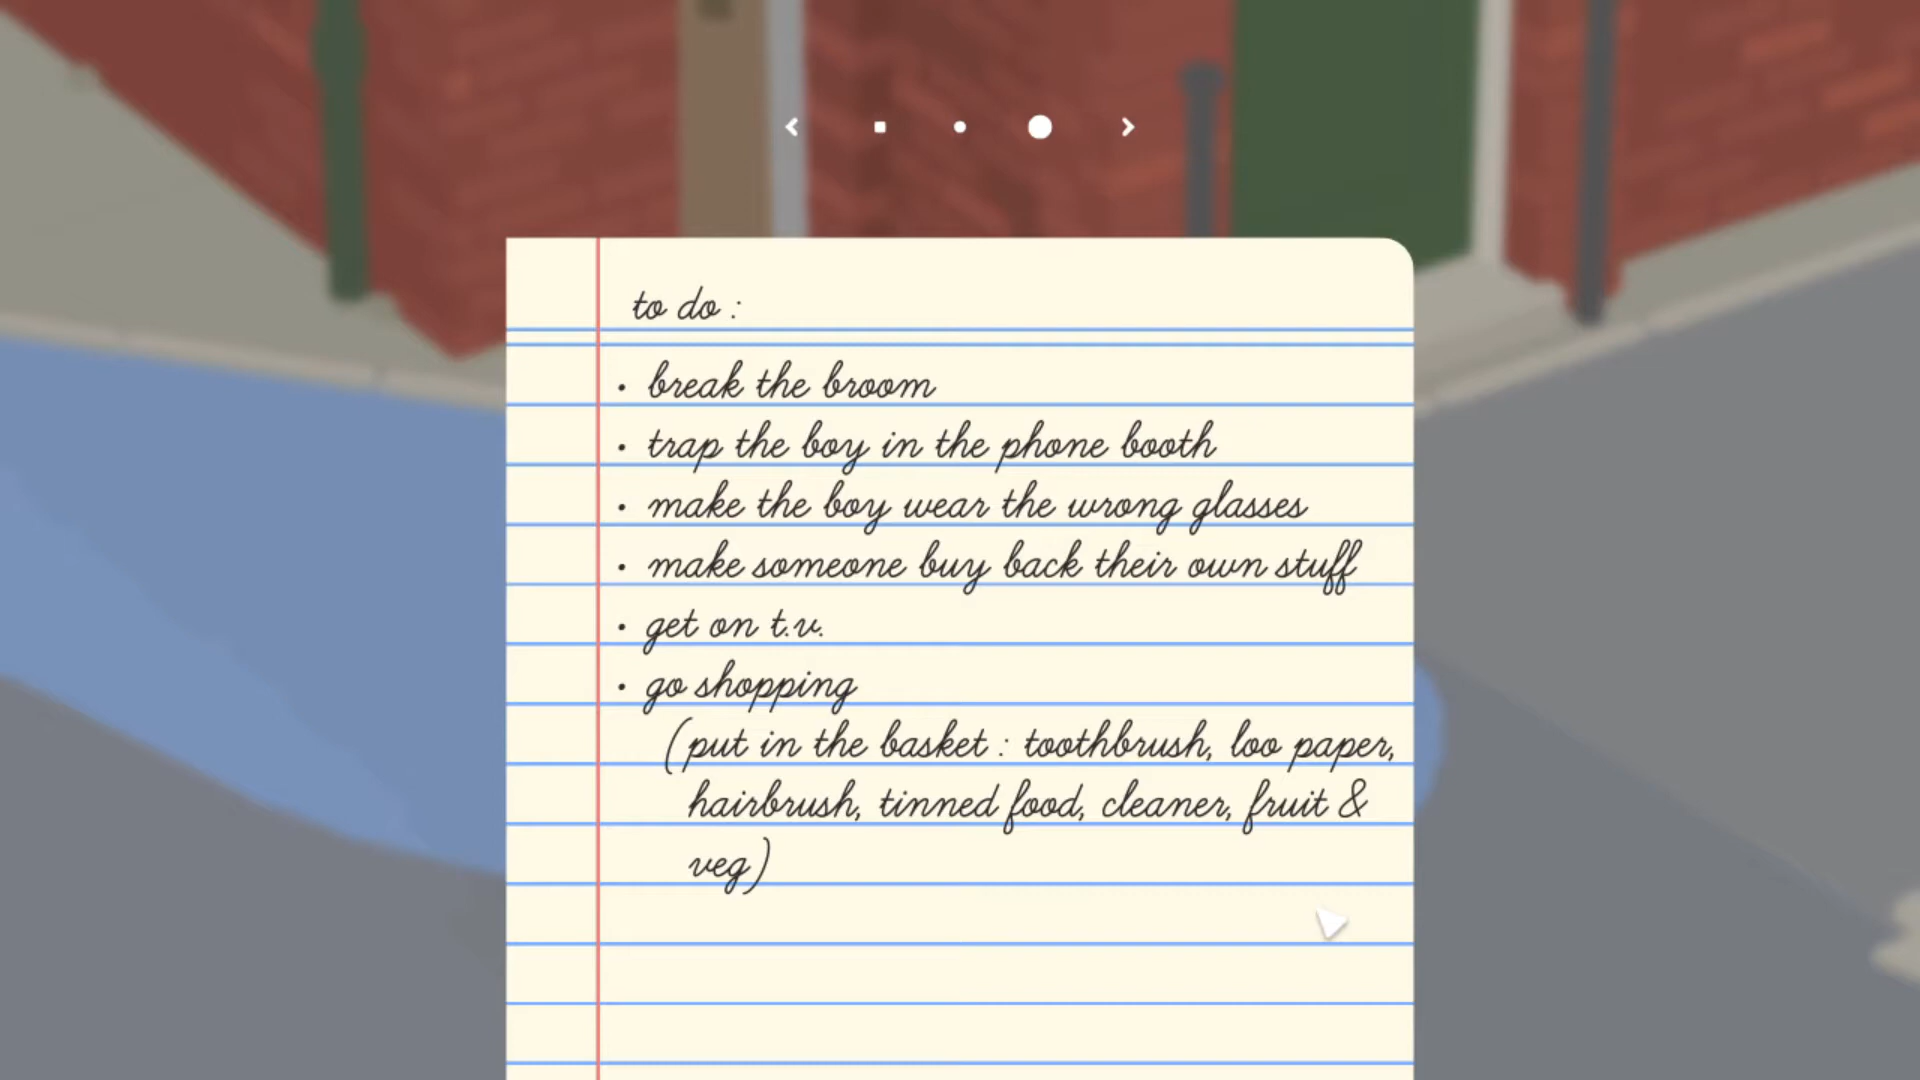 to do :
• break the broom
• trap the boy in the phone booth
• make the boy wear the wrong glasses
• make someone buy back their own stuff
• get on t.v.
• go shopping
(put in the basket : toothbrush, loo paper,
hairbrush, tinned food, cleaner, fruit &
veg)